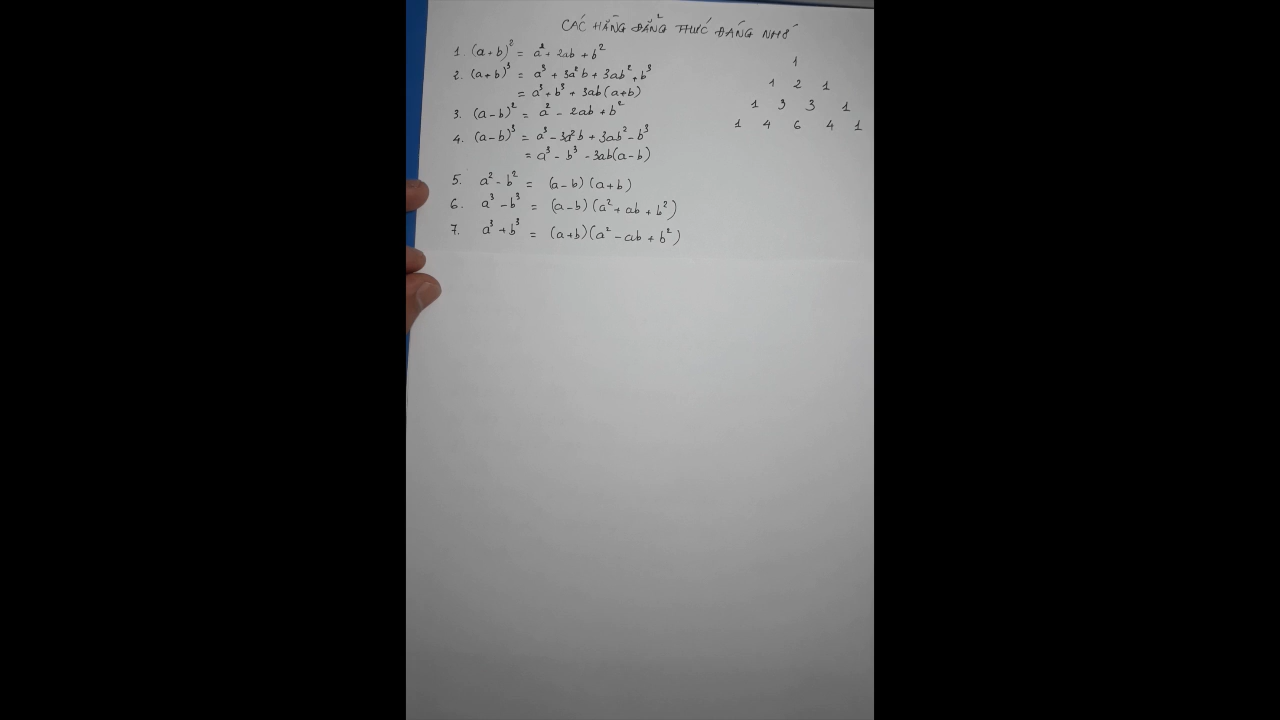 CÁC HẰNG ĐẲNG THỨC ĐÁNG NHỚ
1. (a+b)² = a² + 2ab + b²
2. (a+b)³ = a³ + 3a²b + 3ab² + b³
= a³ + b³ + 3ab(a+b)
3. (a-b)² = a² - 2ab + b²
4. (a-b)³ = a³ - 3a²b + 3ab² - b³
= a³ - b³ - 3ab(a-b)
5. a² - b² = (a-b)(a+b)
6. a³ - b³ = (a-b)(a² + ab + b²)
7. a³ + b³ = (a+b)(a² - ab + b²)
1
1 2 1
1 3 3 1
1 4 6 4 1